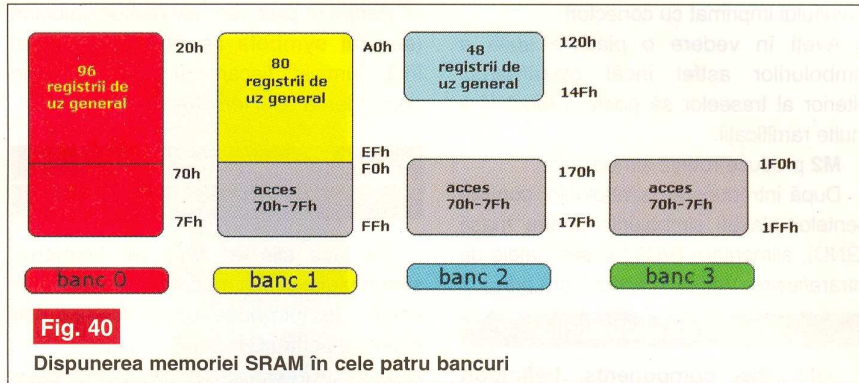 96
registrii de
uz general
20h
70h
7Fh
80
registrii de
uz general
acces
70h-7Fh
A0h
EFh
F0h
FFh
48
registrii de
uz general
120h
14Fh
acces
70h-7Fh
170h
17Fh
acces
70h-7Fh
1F0h
1FFh
banc 0
banc 1
banc 2
banc 3
Fig. 40
Dispunerea memoriei SRAM în cele patru bancuri